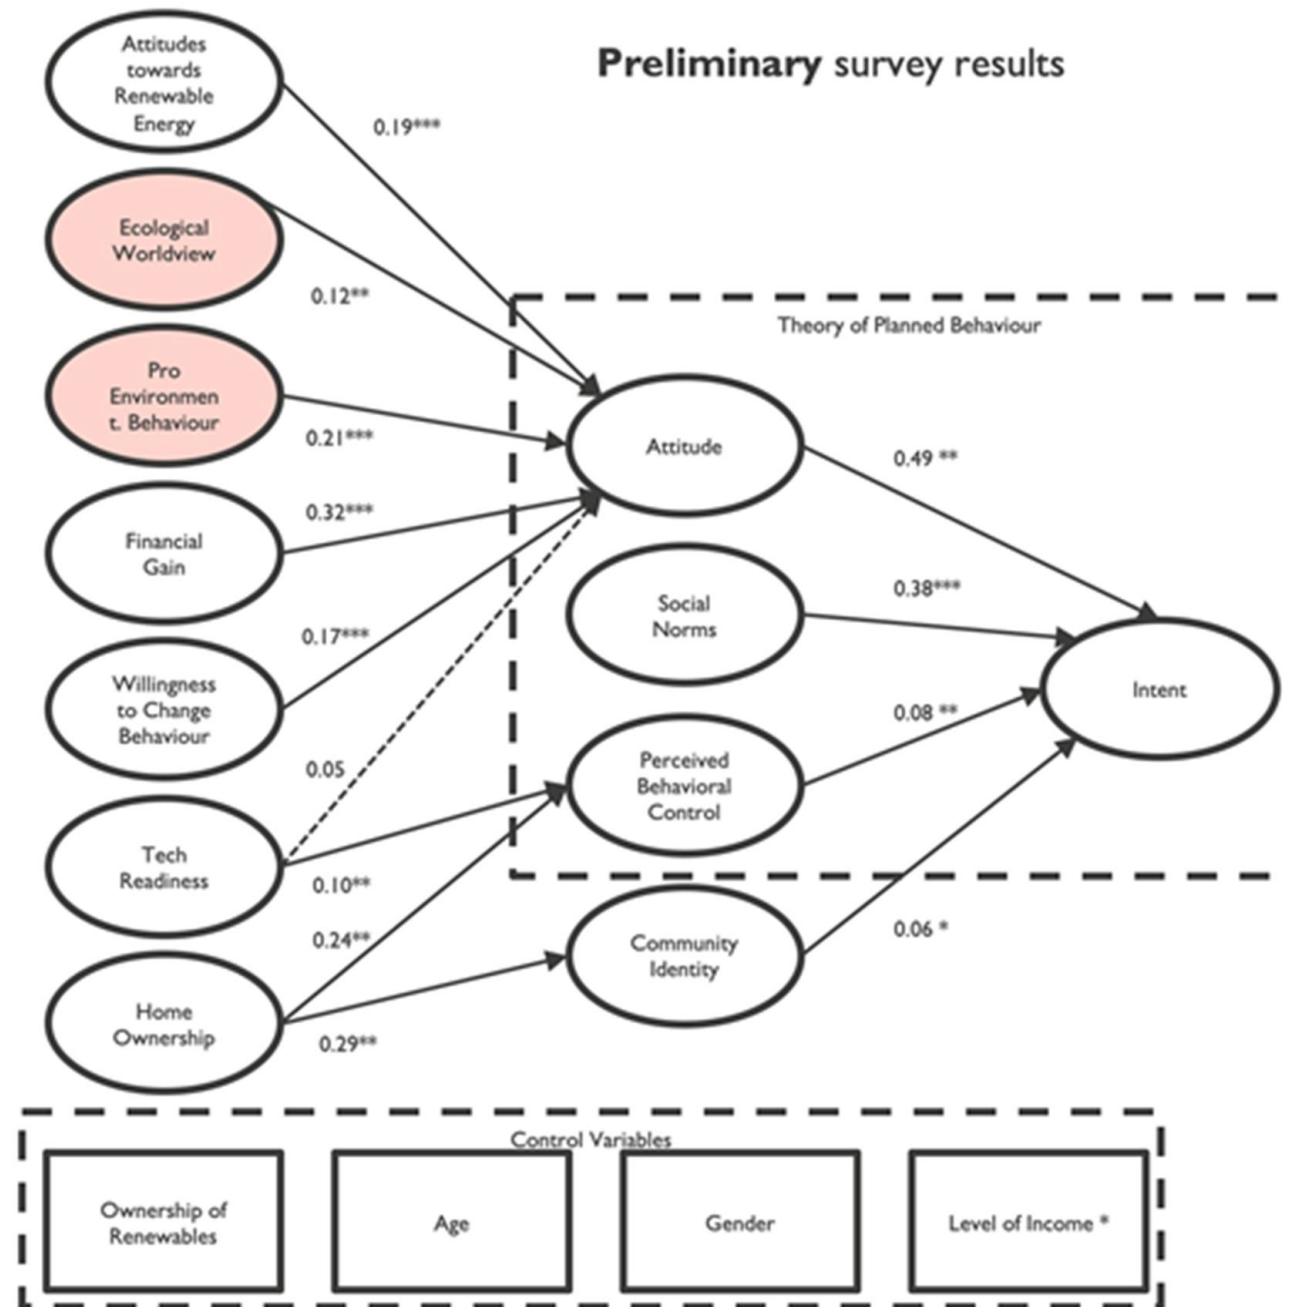 Preliminary survey results
Attitudes
towards
Renewable
Energy
0.19***
Ecological
Worldview
0.12**
Theory of Planned Behaviour
Pro
Environmen
t. Behaviour
0.21***
Attitude
0.49 **
0.32***
Financial
Gain
0.38***
Social
Norms
0.17***
Willingness
to Change
Behaviour
Intent
0.08 **
0.05
Perceived
Behavioral
Control
Tech
Readiness
0.10**
0.24**
Community
Identity
0.06 *
Home
Ownership
0.29**
Control Variables
Ownership of
Renewables
Age
Gender
Level of Income *